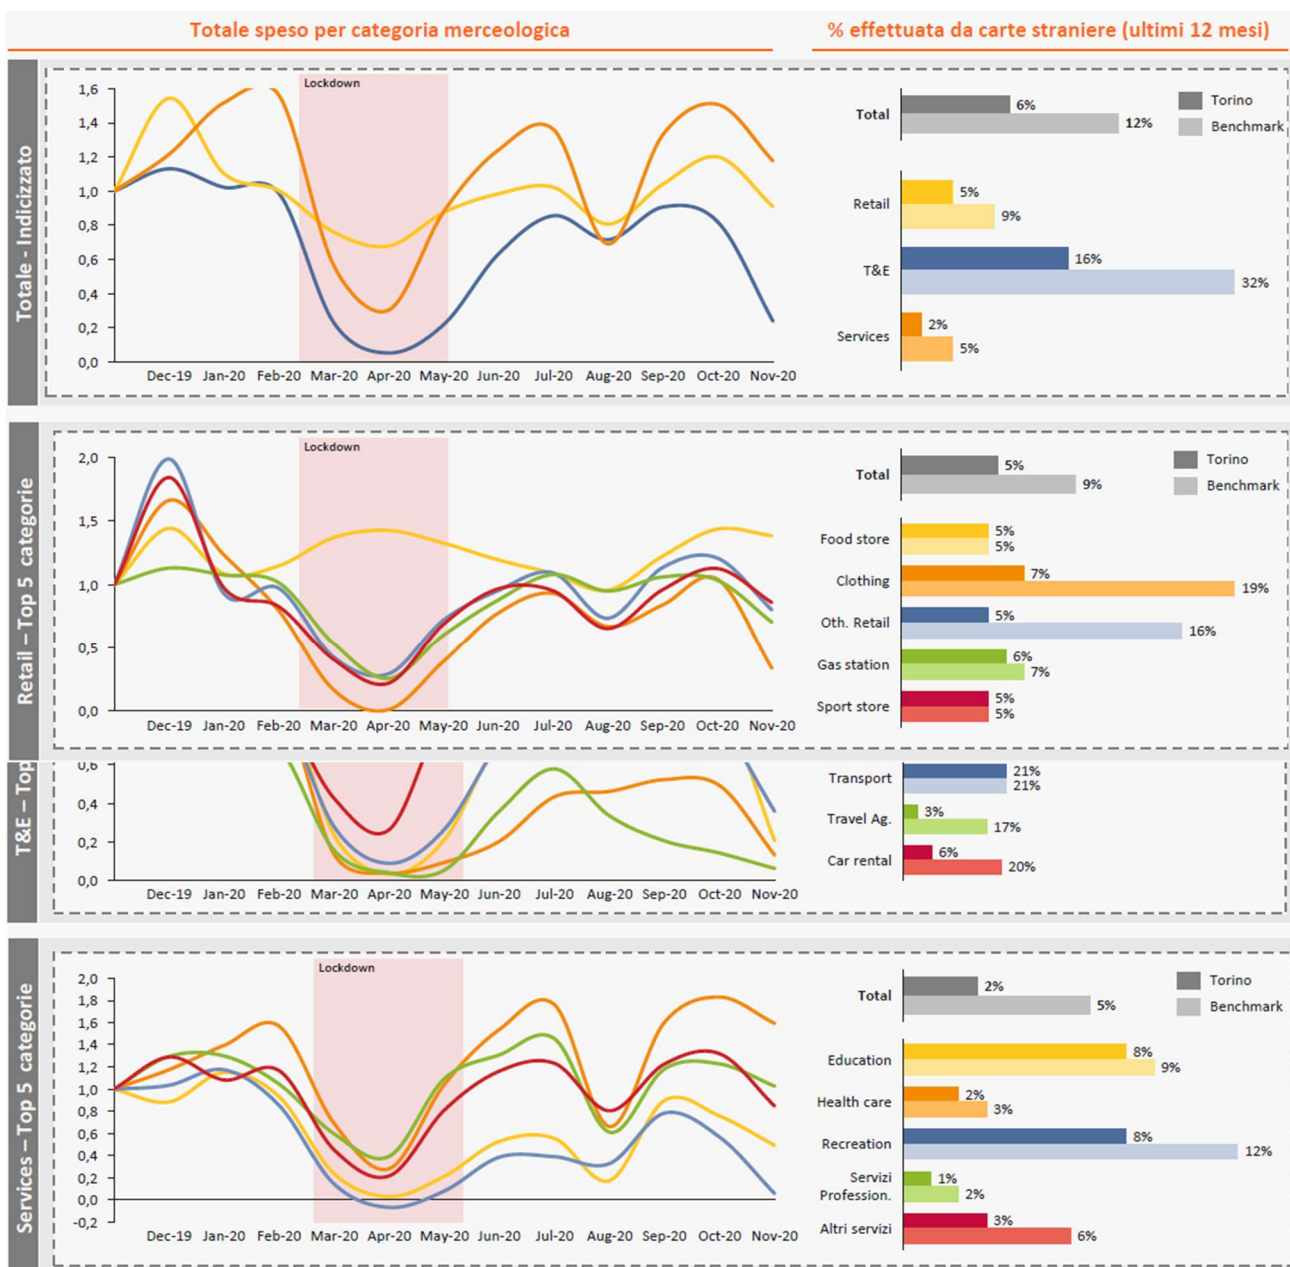 Totale speso per categoria merceologica
% effettuata da carte straniere (ultimi 12 mesi)
Totale - Indicizzato
Lockdown
1,6
1,4
1,2
1,0
0,8
0,6
0,4
0,2
0,0
Dec-19 Jan-20 Feb-20 Mar-20 Apr-20 May-20 Jun-20 Jul-20 Aug-20 Sep-20 Oct-20 Nov-20
Total 6% 12%
Torino
Benchmark
Retail 5% 9%
T&E 16% 32%
Services 2% 5%
Retail – Top 5 categorie
Lockdown
2,0
1,5
1,0
0,5
0,0
Dec-19 Jan-20 Feb-20 Mar-20 Apr-20 May-20 Jun-20 Jul-20 Aug-20 Sep-20 Oct-20 Nov-20
Total 5% 9%
Torino
Benchmark
Food store 5% 5%
Clothing 7% 19%
Oth. Retail 5% 16%
Gas station 6% 7%
Sport store 5% 5%
T&E – Top
0,6
0,4
0,2
0,0
Dec-19 Jan-20 Feb-20 Mar-20 Apr-20 May-20 Jun-20 Jul-20 Aug-20 Sep-20 Oct-20 Nov-20
Transport 21% 21%
Travel Ag. 3% 17%
Car rental 6% 20%
Services – Top 5 categorie
Lockdown
2,0
1,8
1,6
1,4
1,2
1,0
0,8
0,6
0,4
0,2
0,0
-0,2
Dec-19 Jan-20 Feb-20 Mar-20 Apr-20 May-20 Jun-20 Jul-20 Aug-20 Sep-20 Oct-20 Nov-20
Total 2% 5%
Torino
Benchmark
Education 8% 9%
Health care 2% 3%
Recreation 8% 12%
Servizi
Profession. 1% 2%
Altri servizi 3% 6%